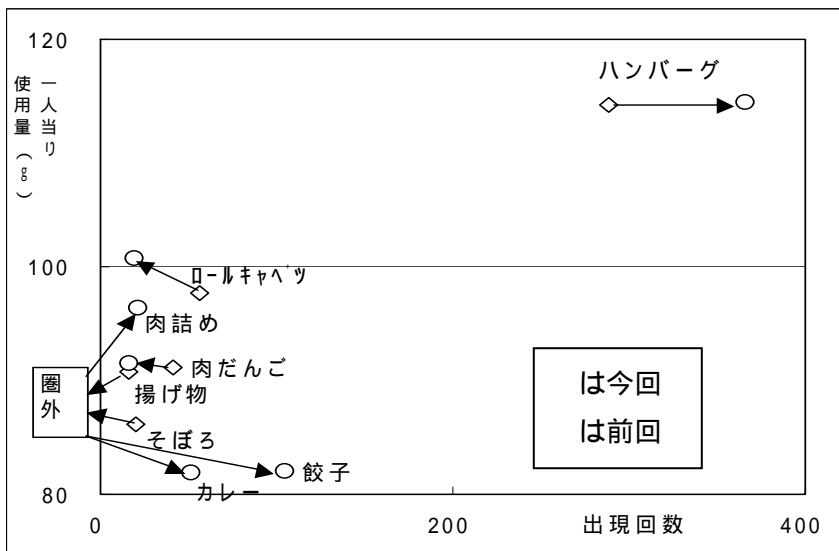 120
ハンバーグ
一人当り
使用量(g)
100
ﾛｰﾙｷｬﾍﾞﾂ
肉詰め
圏外
肉だんご
揚げ物
は今回
は前回
そぼろ
餃子
カレー
80
0
200
出現回数
400